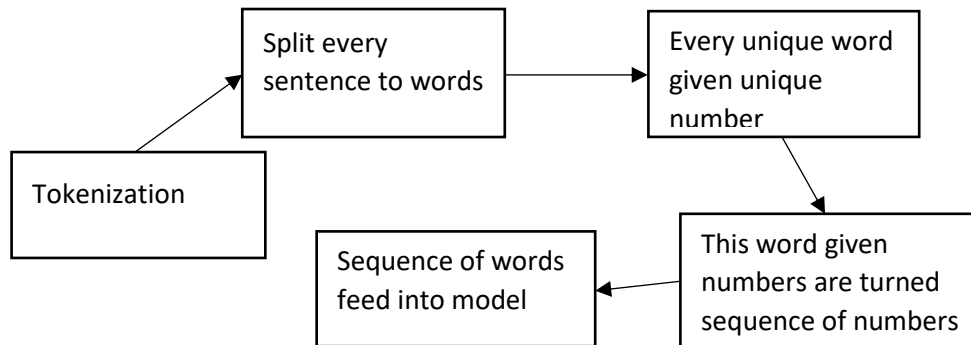 Tokenization
Split every
sentence to words
Every unique word
given unique
number
This word given
numbers are turned
sequence of numbers
Sequence of words
feed into model